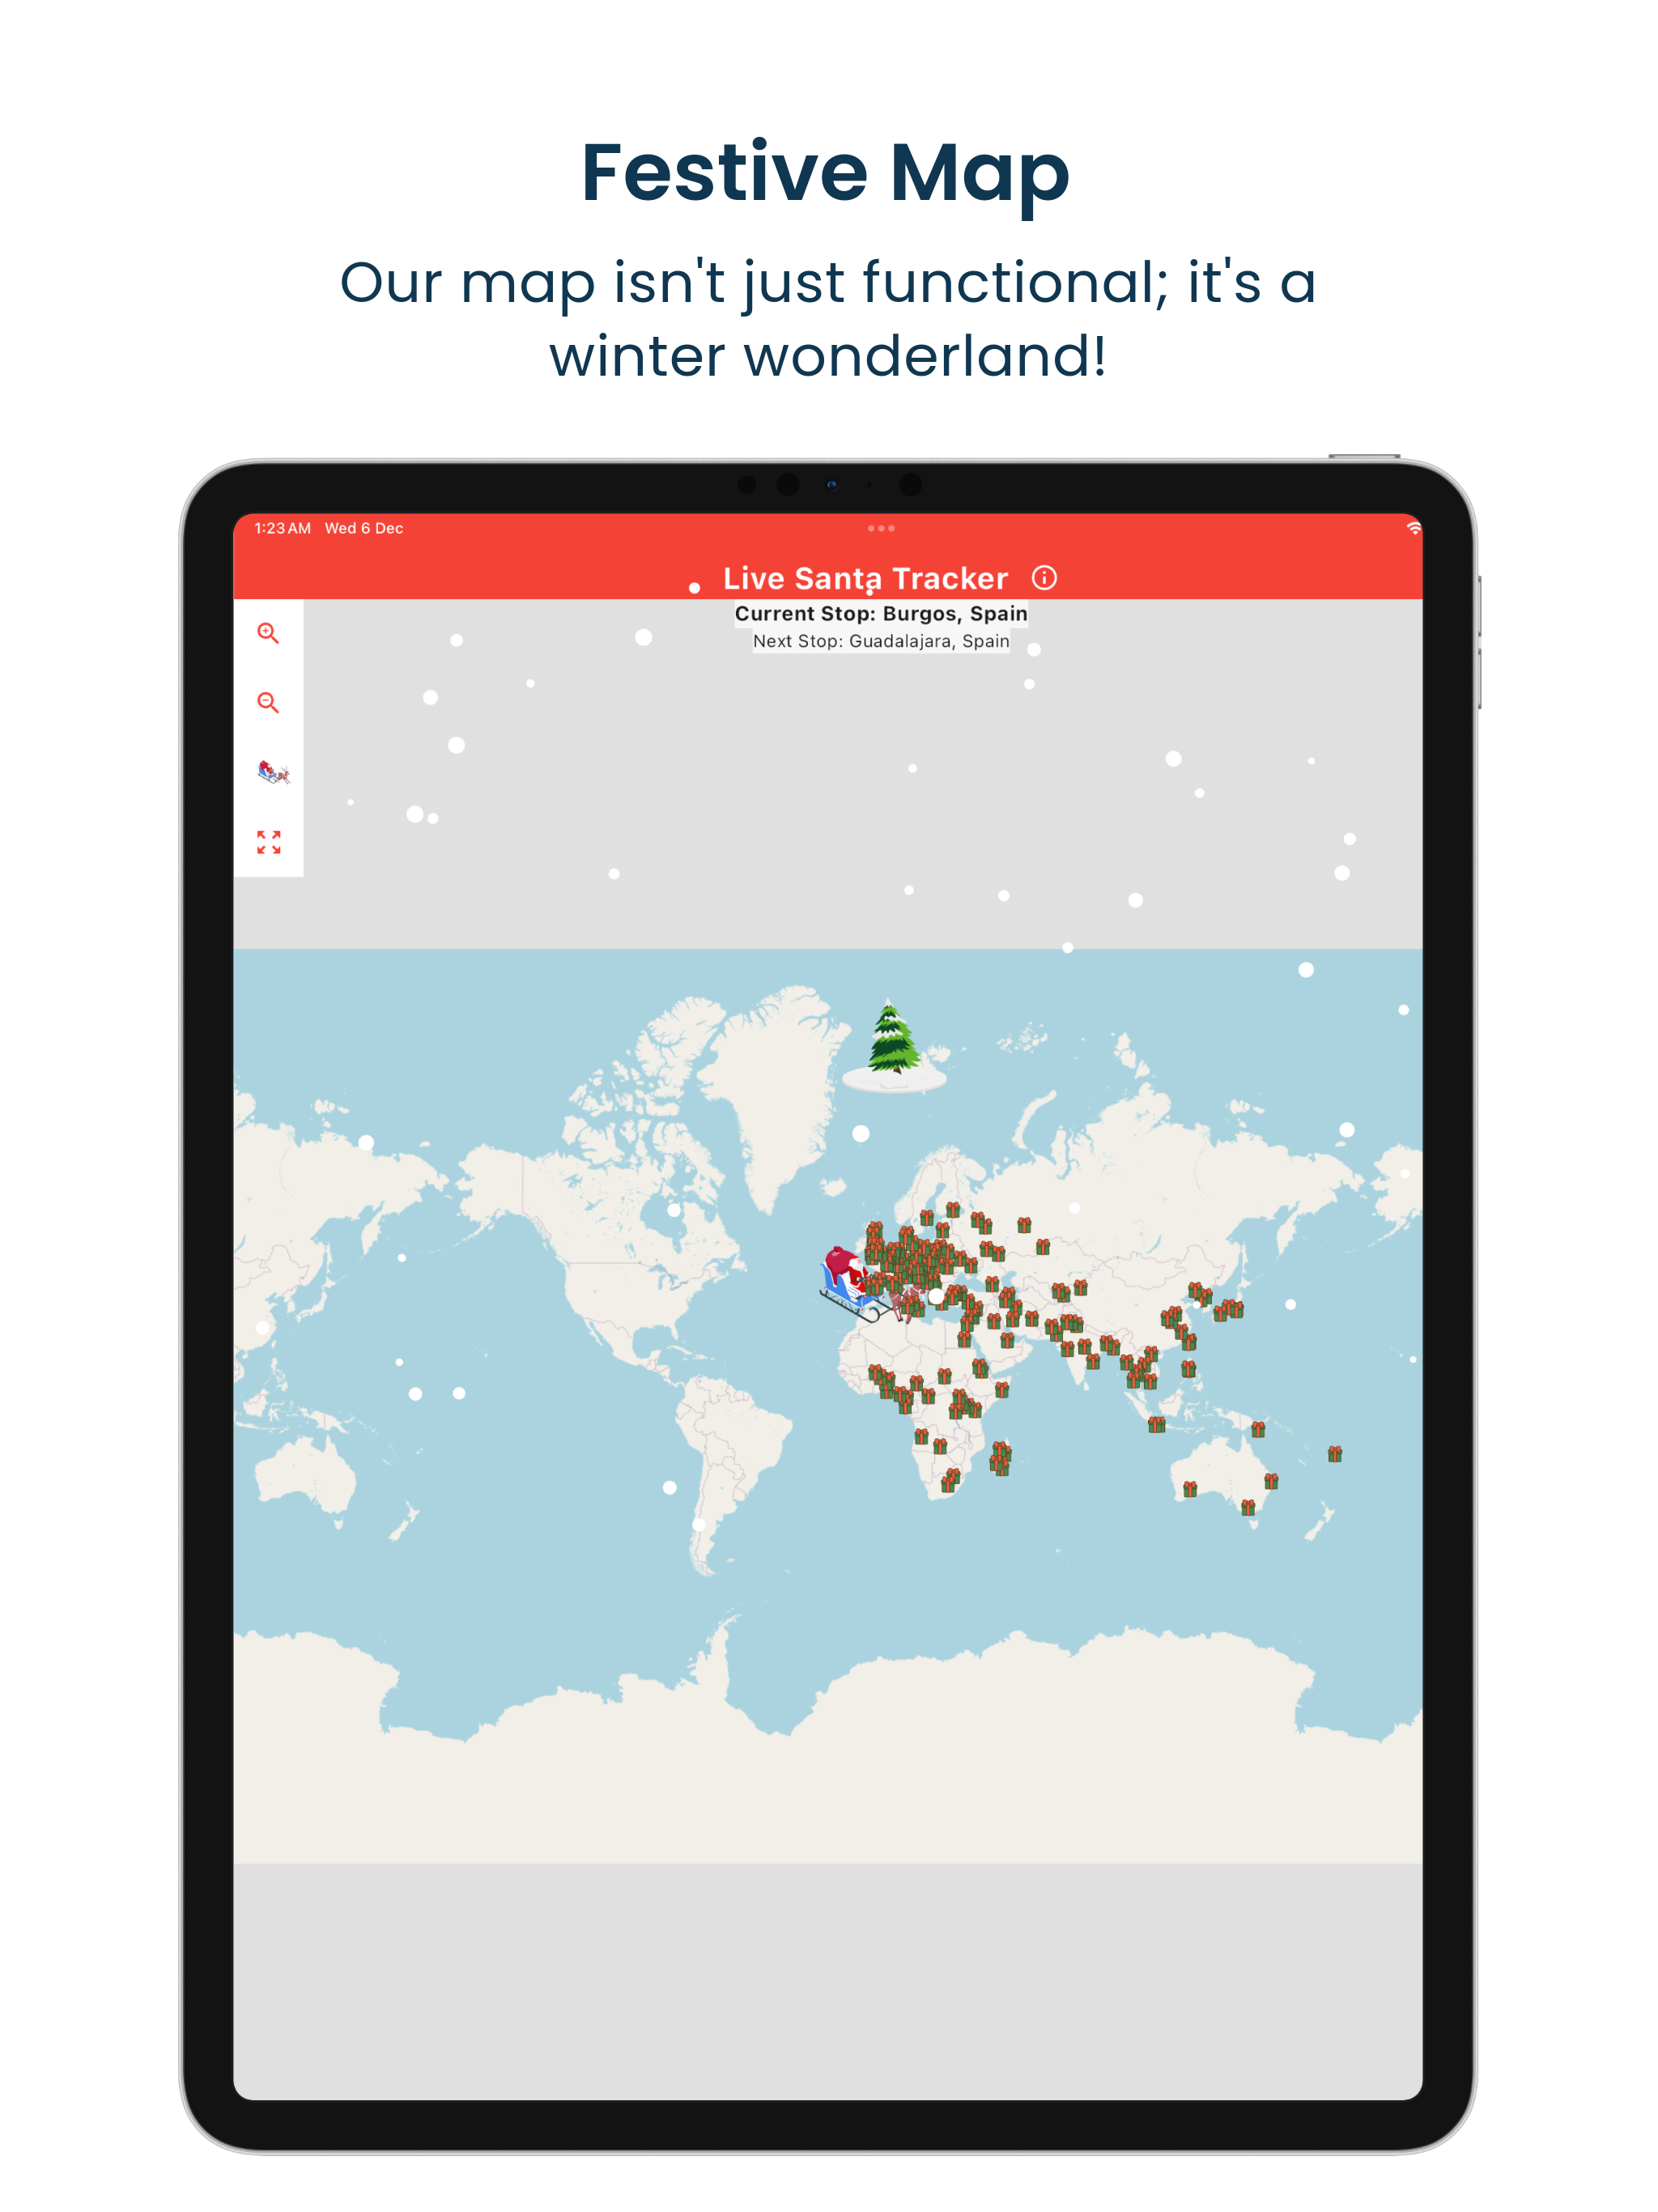 Festive Map
Our map isn't just functional; it's a
winter wonderland!
1:23 AM Wed 6 Dec
Live Santa Tracker
Current Stop: Burgos, Spain
Next Stop: Guadalajara, Spain